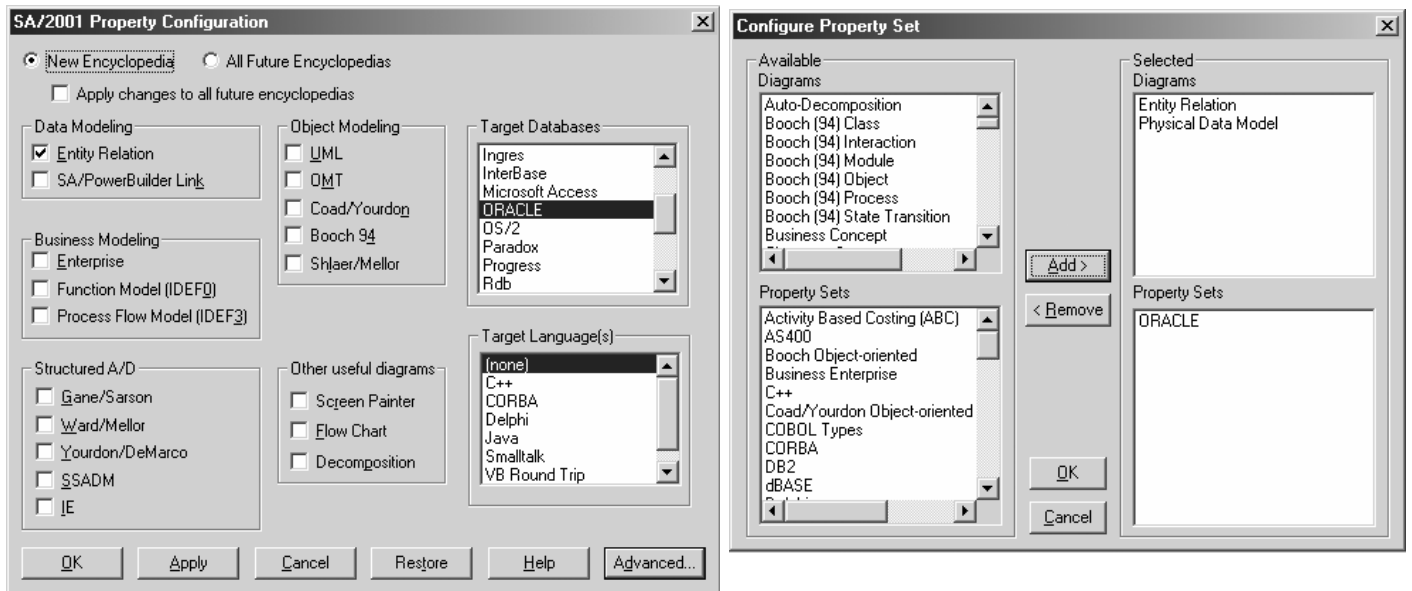 SA/2001 Property Configuration
New Encyclopedia
All Future Encyclopedias
Apply changes to all future encyclopedias
Data Modeling
Entity Relation
SA/PowerBuilder Link
Business Modeling
Enterprise
Function Model (IDEF0)
Process Flow Model (IDEF3)
Structured A/D
Gane/Sarson
Ward/Mellor
Yourdon/DeMarco
SSADM
IE
Object Modeling
UML
OMT
Coad/Yourdon
Booch 94
Shlaer/Mellor
Other useful diagrams
Screen Painter
Flow Chart
Decomposition
Target Databases
Ingres
InterBase
Microsoft Access
ORACLE
OS/2
Paradox
Progress
Rdb
Target Language(s)
(none)
C++
CORBA
Delphi
Java
Smalltalk
VB Round Trip
OK
Apply
Cancel
Restore
Help
Advanced...
Configure Property Set
Available
Diagrams
Auto-Decomposition
Booch (94) Class
Booch (94) Interaction
Booch (94) Module
Booch (94) Object
Booch (94) Process
Booch (94) State Transition
Business Concept
Property Sets
Activity Based Costing (ABC)
AS400
Booch Object-oriented
Business Enterprise
C++
Coad/Yourdon Object-oriented
COBOL Types
CORBA
DB2
dBASE
Add >
< Remove
OK
Cancel
Selected
Diagrams
Entity Relation
Physical Data Model
Property Sets
ORACLE